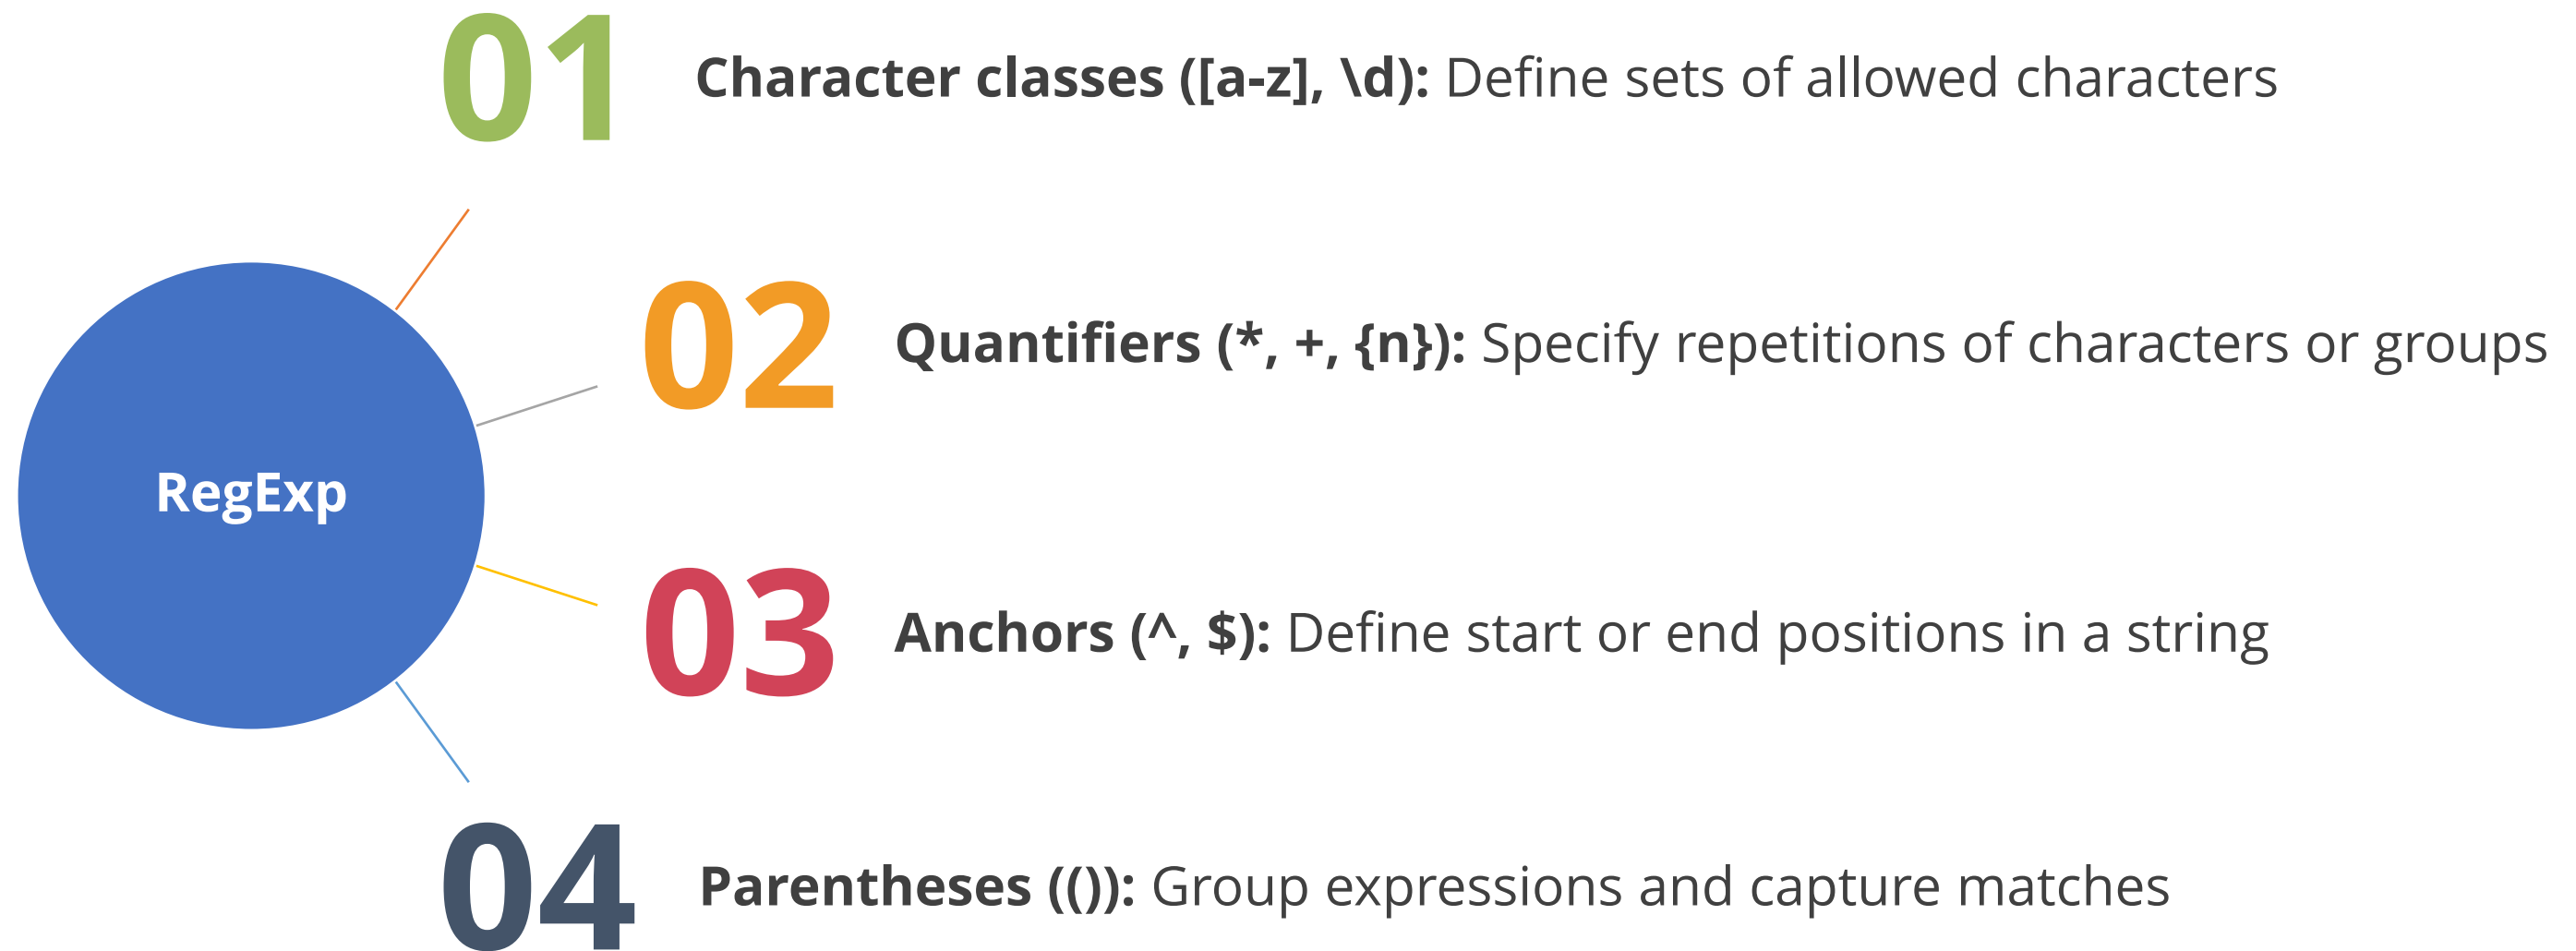 01
Character classes ([a-z], \d): Define sets of allowed characters
02
Quantifiers (*, +, {n}): Specify repetitions of characters or groups
RegExp
03
Anchors (^, $): Define start or end positions in a string
04
Parentheses (()): Group expressions and capture matches